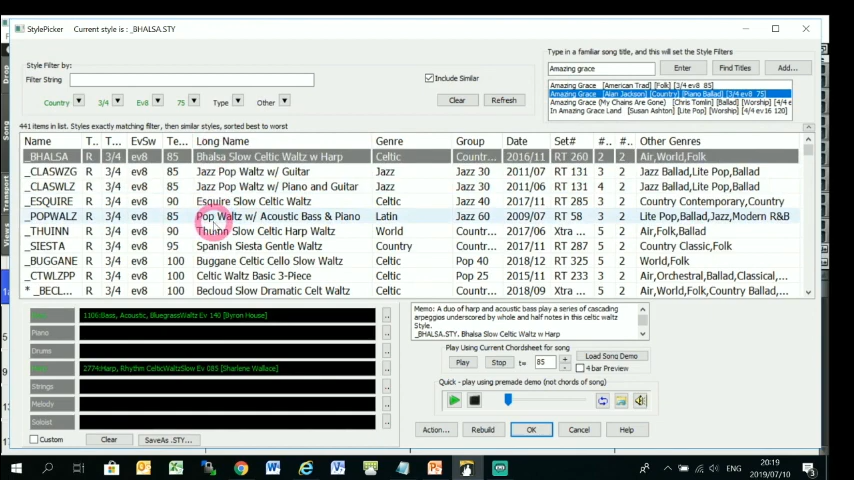 StylePicker Current style is : _BHALSA.STY
Style Filter by:
Filter String
Include Similar
Country 3/4 Ev8 75 Type Other
Clear Refresh
Type in a familiar song title, and this will set the Style Filters
Amazing grace Enter Find Titles Add...
Amazing Grace [American Trad] [Folk] [3/4 ev8 85]
Amazing Grace [Alan Jackson] [Country] [Piano Ballad] [3/4 ev8 75]
Amazing Grace (My Chains Are Gone) [Chris Tomlin] [Ballad] [Worship] [4/4 e
In Amazing Grace Land [Susan Ashton] [Lite Pop] [Worship] [4/4 ev16 120]
441 items in list. Styles exactly matching filter, then similar styles, sorted best to worst
Name T.. T... EvSw Te... Long Name Genre Group Date Set# #.. #.. Other Genres
_BHALSA R 3/4 ev8 85 Bhalsa Slow Celtic Waltz w Harp Celtic Countr... 2016/11 RT 260 2 2 Air,World,Folk
_CLASWZG R 3/4 ev8 85 Jazz Pop Waltz w/ Guitar Jazz Jazz 30 2011/07 RT 131 3 2 Jazz Ballad,Lite Pop,Ballad
_CLASWLZ R 3/4 ev8 85 Jazz Pop Waltz w/ Piano and Guitar Jazz Jazz 30 2011/06 RT 131 4 2 Jazz Ballad,Lite Pop,Ballad
_ESQUIRE R 3/4 ev8 90 Esquire Slow Celtic Waltz Celtic Jazz 40 2017/11 RT 285 3 2 Country Contemporary,Country
_POPWALZ R 3/4 ev8 85 Pop Waltz w/ Acoustic Bass & Piano Latin Jazz 60 2009/07 RT 58 3 2 Lite Pop,Ballad,Jazz,Modern R&B
_THUINN R 3/4 ev8 90 Thuinn Slow Celtic Harp Waltz World Countr... 2017/06 Xtra ... 5 2 Air,Folk,Ballad
_SIESTA R 3/4 ev8 95 Spanish Siesta Gentle Waltz Country Countr... 2017/11 RT 287 5 2 Country Classic,Folk
_BUGGANE R 3/4 ev8 100 Buggane Celtic Cello Slow Waltz Celtic Pop 40 2018/12 RT 325 5 2 World,Folk
_CTWLZPP R 3/4 ev8 100 Celtic Waltz Basic 3-Piece Celtic Pop 25 2015/11 RT 233 3 2 Air,Orchestral,Ballad,Classical,...
* _BECL... R 3/4 ev8 100 Becloud Slow Dramatic Celt Waltz Celtic Countr... 2018/09 Xtra ... 5 2 Air,World,Folk,Country Ballad,...
1106:Bass, Acoustic, BluegrassWaltz Ev 140 [Byron House]
Piano
Drums
2774:Harp, Rhythm CelticWaltzSlow Ev 085 [Sharlene Wallace]
Strings
Melody
Soloist
Custom Clear SaveAs .STY...
Memo: A duo of harp and acoustic bass play a series of cascading
arpeggios underscored by whole and half notes in this celtic waltz
Style.
_BHALSA.STY, Bhalsa Slow Celtic Waltz w Harp
Play Using Current Chordsheet for song
Play Stop t= 85 + - Load Song Demo
4 bar Preview
Quick - play using premade demo (not chords of song)
Action... Rebuild OK Cancel Help
Drop
Song
Transport
Views
ENG
20:19
2019/07/10
3